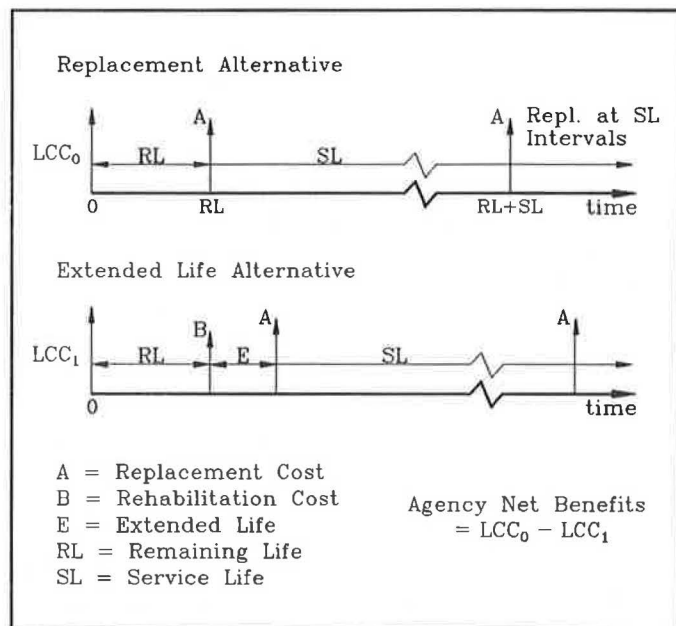 Replacement Alternative
A
A
Repl. at SL
Intervals
LCC₀
RL
SL
0
RL
RL+SL
time
Extended Life Alternative
B
A
A
LCC₁
RL
E
SL
0
time
A = Replacement Cost
B = Rehabilitation Cost
E = Extended Life
RL = Remaining Life
SL = Service Life
Agency Net Benefits
= LCC₀ − LCC₁